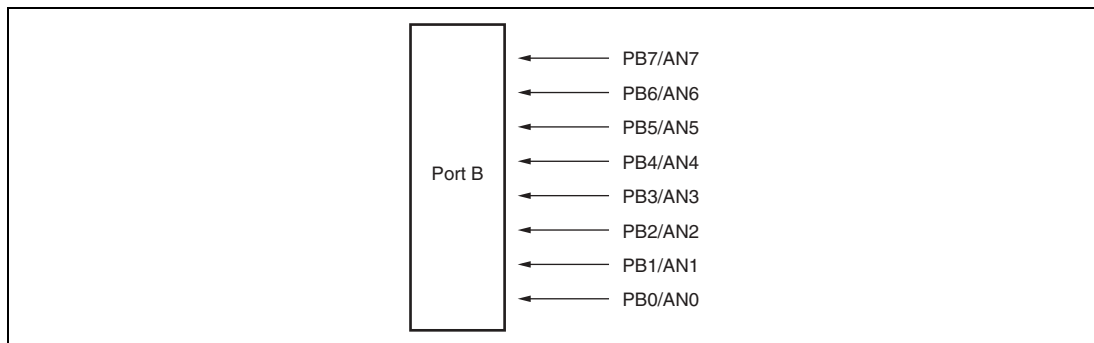 PB7/AN7
PB6/AN6
PB5/AN5
PB4/AN4
Port B
PB3/AN3
PB2/AN2
PB1/AN1
PB0/AN0